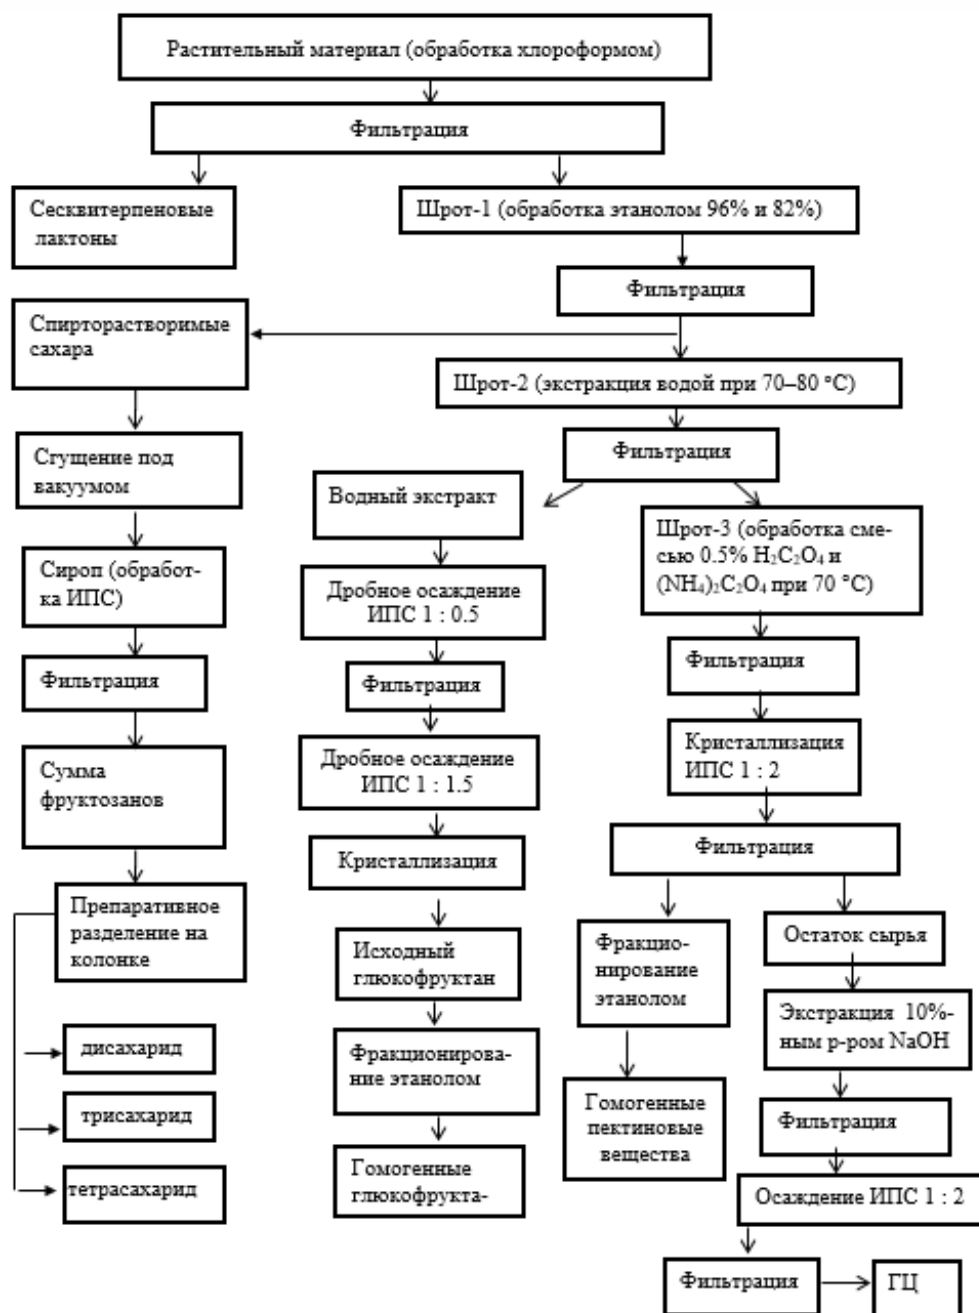 Растительный материал (обработка хлороформом)
Фильтрация
Сесквитерпеновые
лактоны
Шрот-1 (обработка этанолом 96% и 82%)
Фильтрация
Спирторастворимые
сахара
Шрот-2 (экстракция водой при 70–80 °C)
Фильтрация
Сгущение под
вакуумом
Водный экстракт
Шрот-3 (обработка сме-
сью 0.5% H₂C₂O₄ и
(NH₄)₂C₂O₄ при 70 °C)
Сироп (обработ-
ка ИПС)
Дробное осаждение
ИПС 1 : 0.5
Фильтрация
Фильтрация
Фильтрация
Дробное осаждение
ИПС 1 : 1.5
Кристаллизация
ИПС 1 : 2
Сумма
фруктозанов
Кристаллизация
Фильтрация
Препаративное
разделение на
колонке
Исходный
глюкофруктан
Фракцио-
нирование
этанолом
Остаток сырья
Экстракция 10%-
ным р-ром NaOH
дисахарид
Фракционирова-
ние этанолом
Гомогенные
пектиновые
вещества
Фильтрация
трисахарид
тетрасахарид
Гомогенные
глюкофрукта-
Осаждение ИПС 1 : 2
Фильтрация
ГЦ